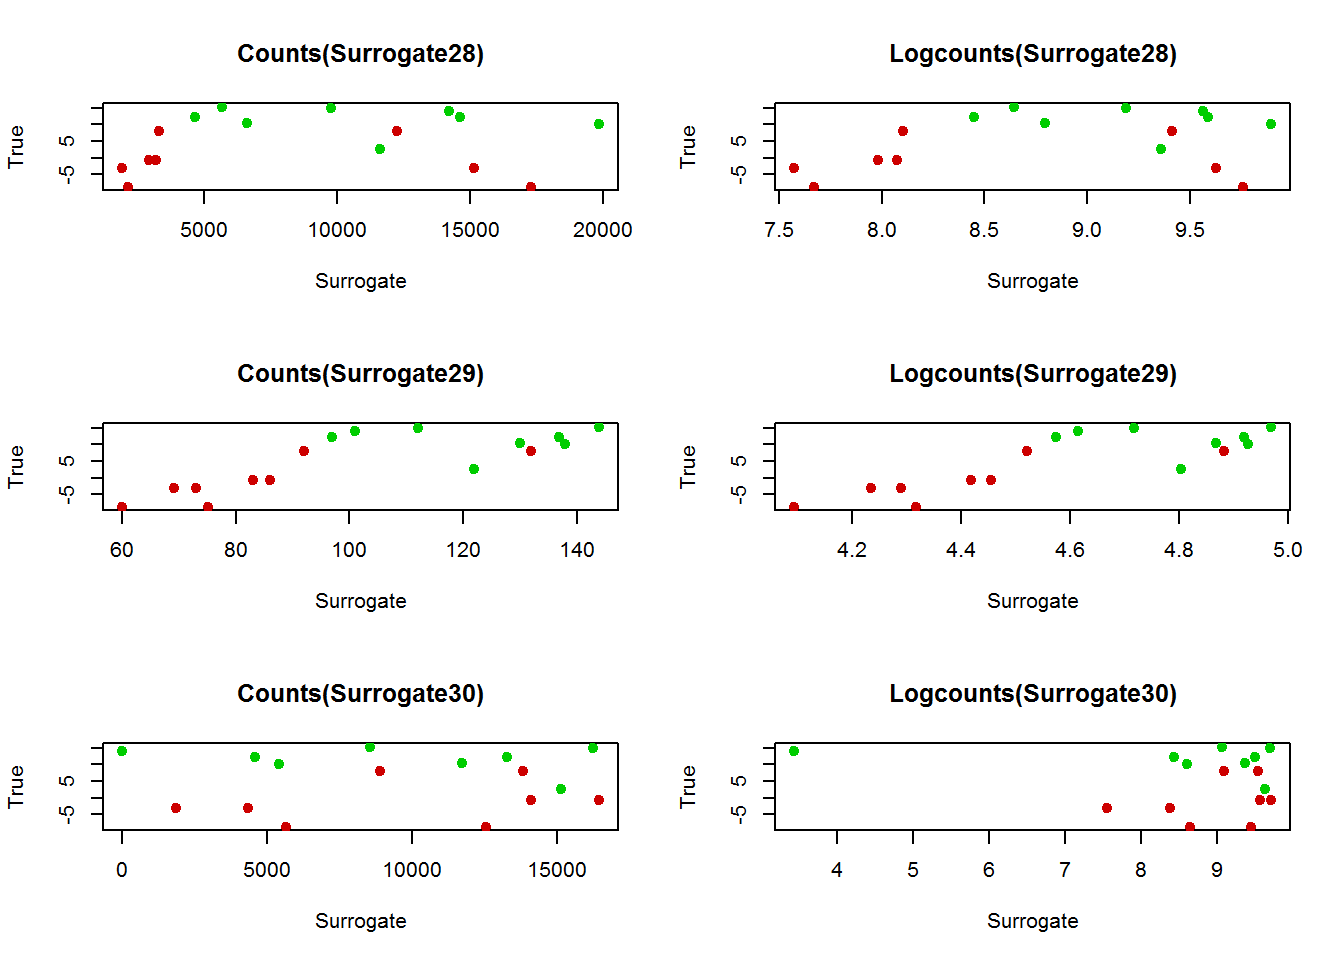 Counts(Surrogate28)
True
5
-5
5000 10000 15000 20000
Surrogate
Logcounts(Surrogate28)
True
5
-5
7.5 8.0 8.5 9.0 9.5
Surrogate
Counts(Surrogate29)
True
5
-5
60 80 100 120 140
Surrogate
Logcounts(Surrogate29)
True
5
-5
4.2 4.4 4.6 4.8 5.0
Surrogate
Counts(Surrogate30)
True
5
-5
0 5000 10000 15000
Surrogate
Logcounts(Surrogate30)
True
5
-5
4 5 6 7 8 9
Surrogate